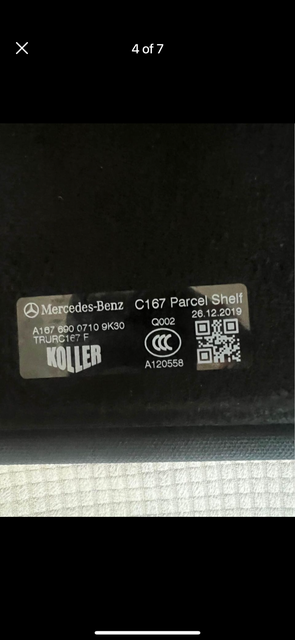 4 of 7
Mercedes-Benz
C167 Parcel Shelf
26.12.2019
A167 690 0710 9K30
TRURC167 F
KOLLER
Q002
CCC
A120558